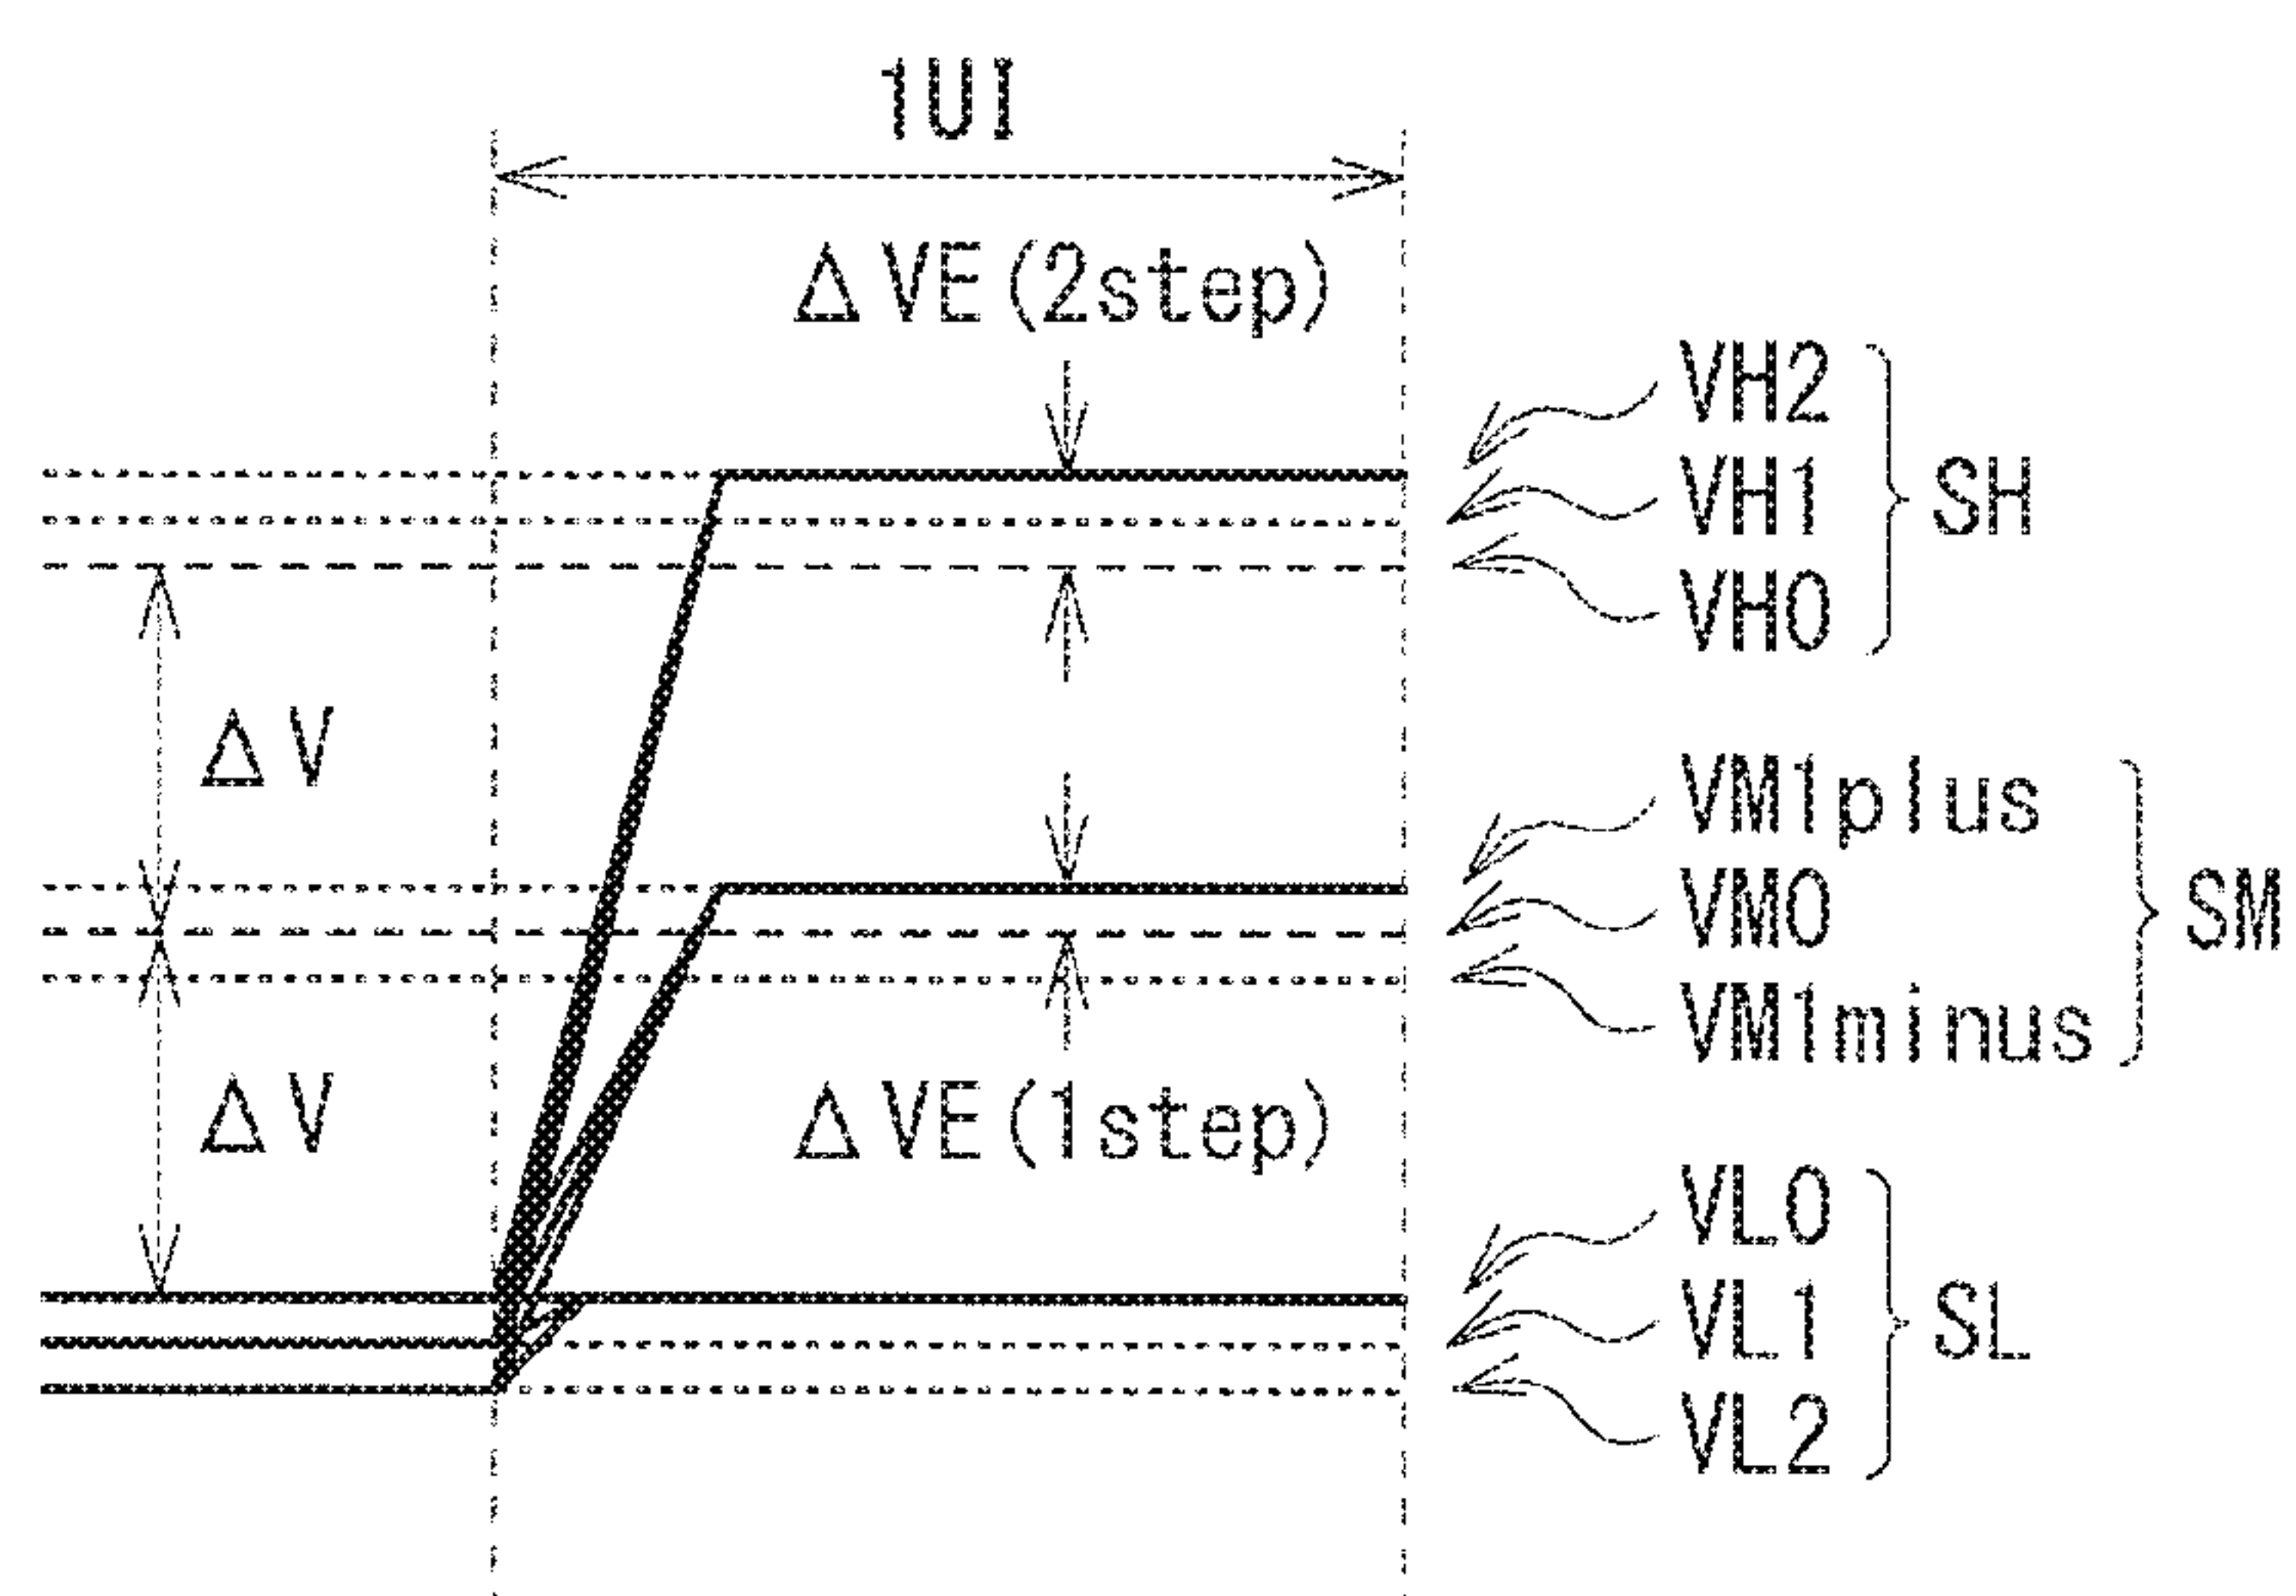 1UI
ΔVE(2step)
VH2
VH1
SH
VH0
ΔV
VM1plus
VM0
SM
VM1minus
ΔV
ΔVE(1step)
VL0
VL1
SL
VL2